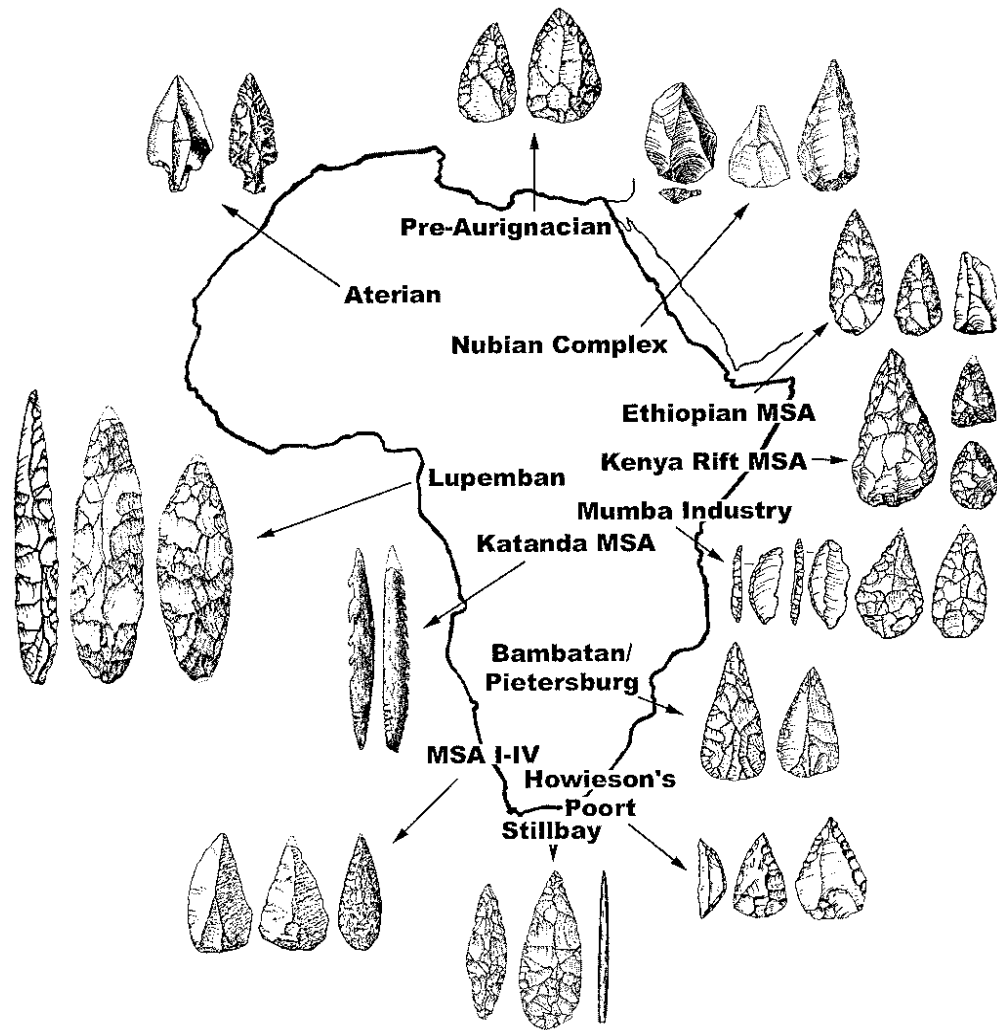 Pre-Aurignacian
Aterian
Nubian Complex
Ethiopian MSA
Kenya Rift MSA
Lupemban
Mumba Industry
Katanda MSA
Bambatan/
Pietersburg
MSA I-IV
Howieson's
Poort
Stillbay